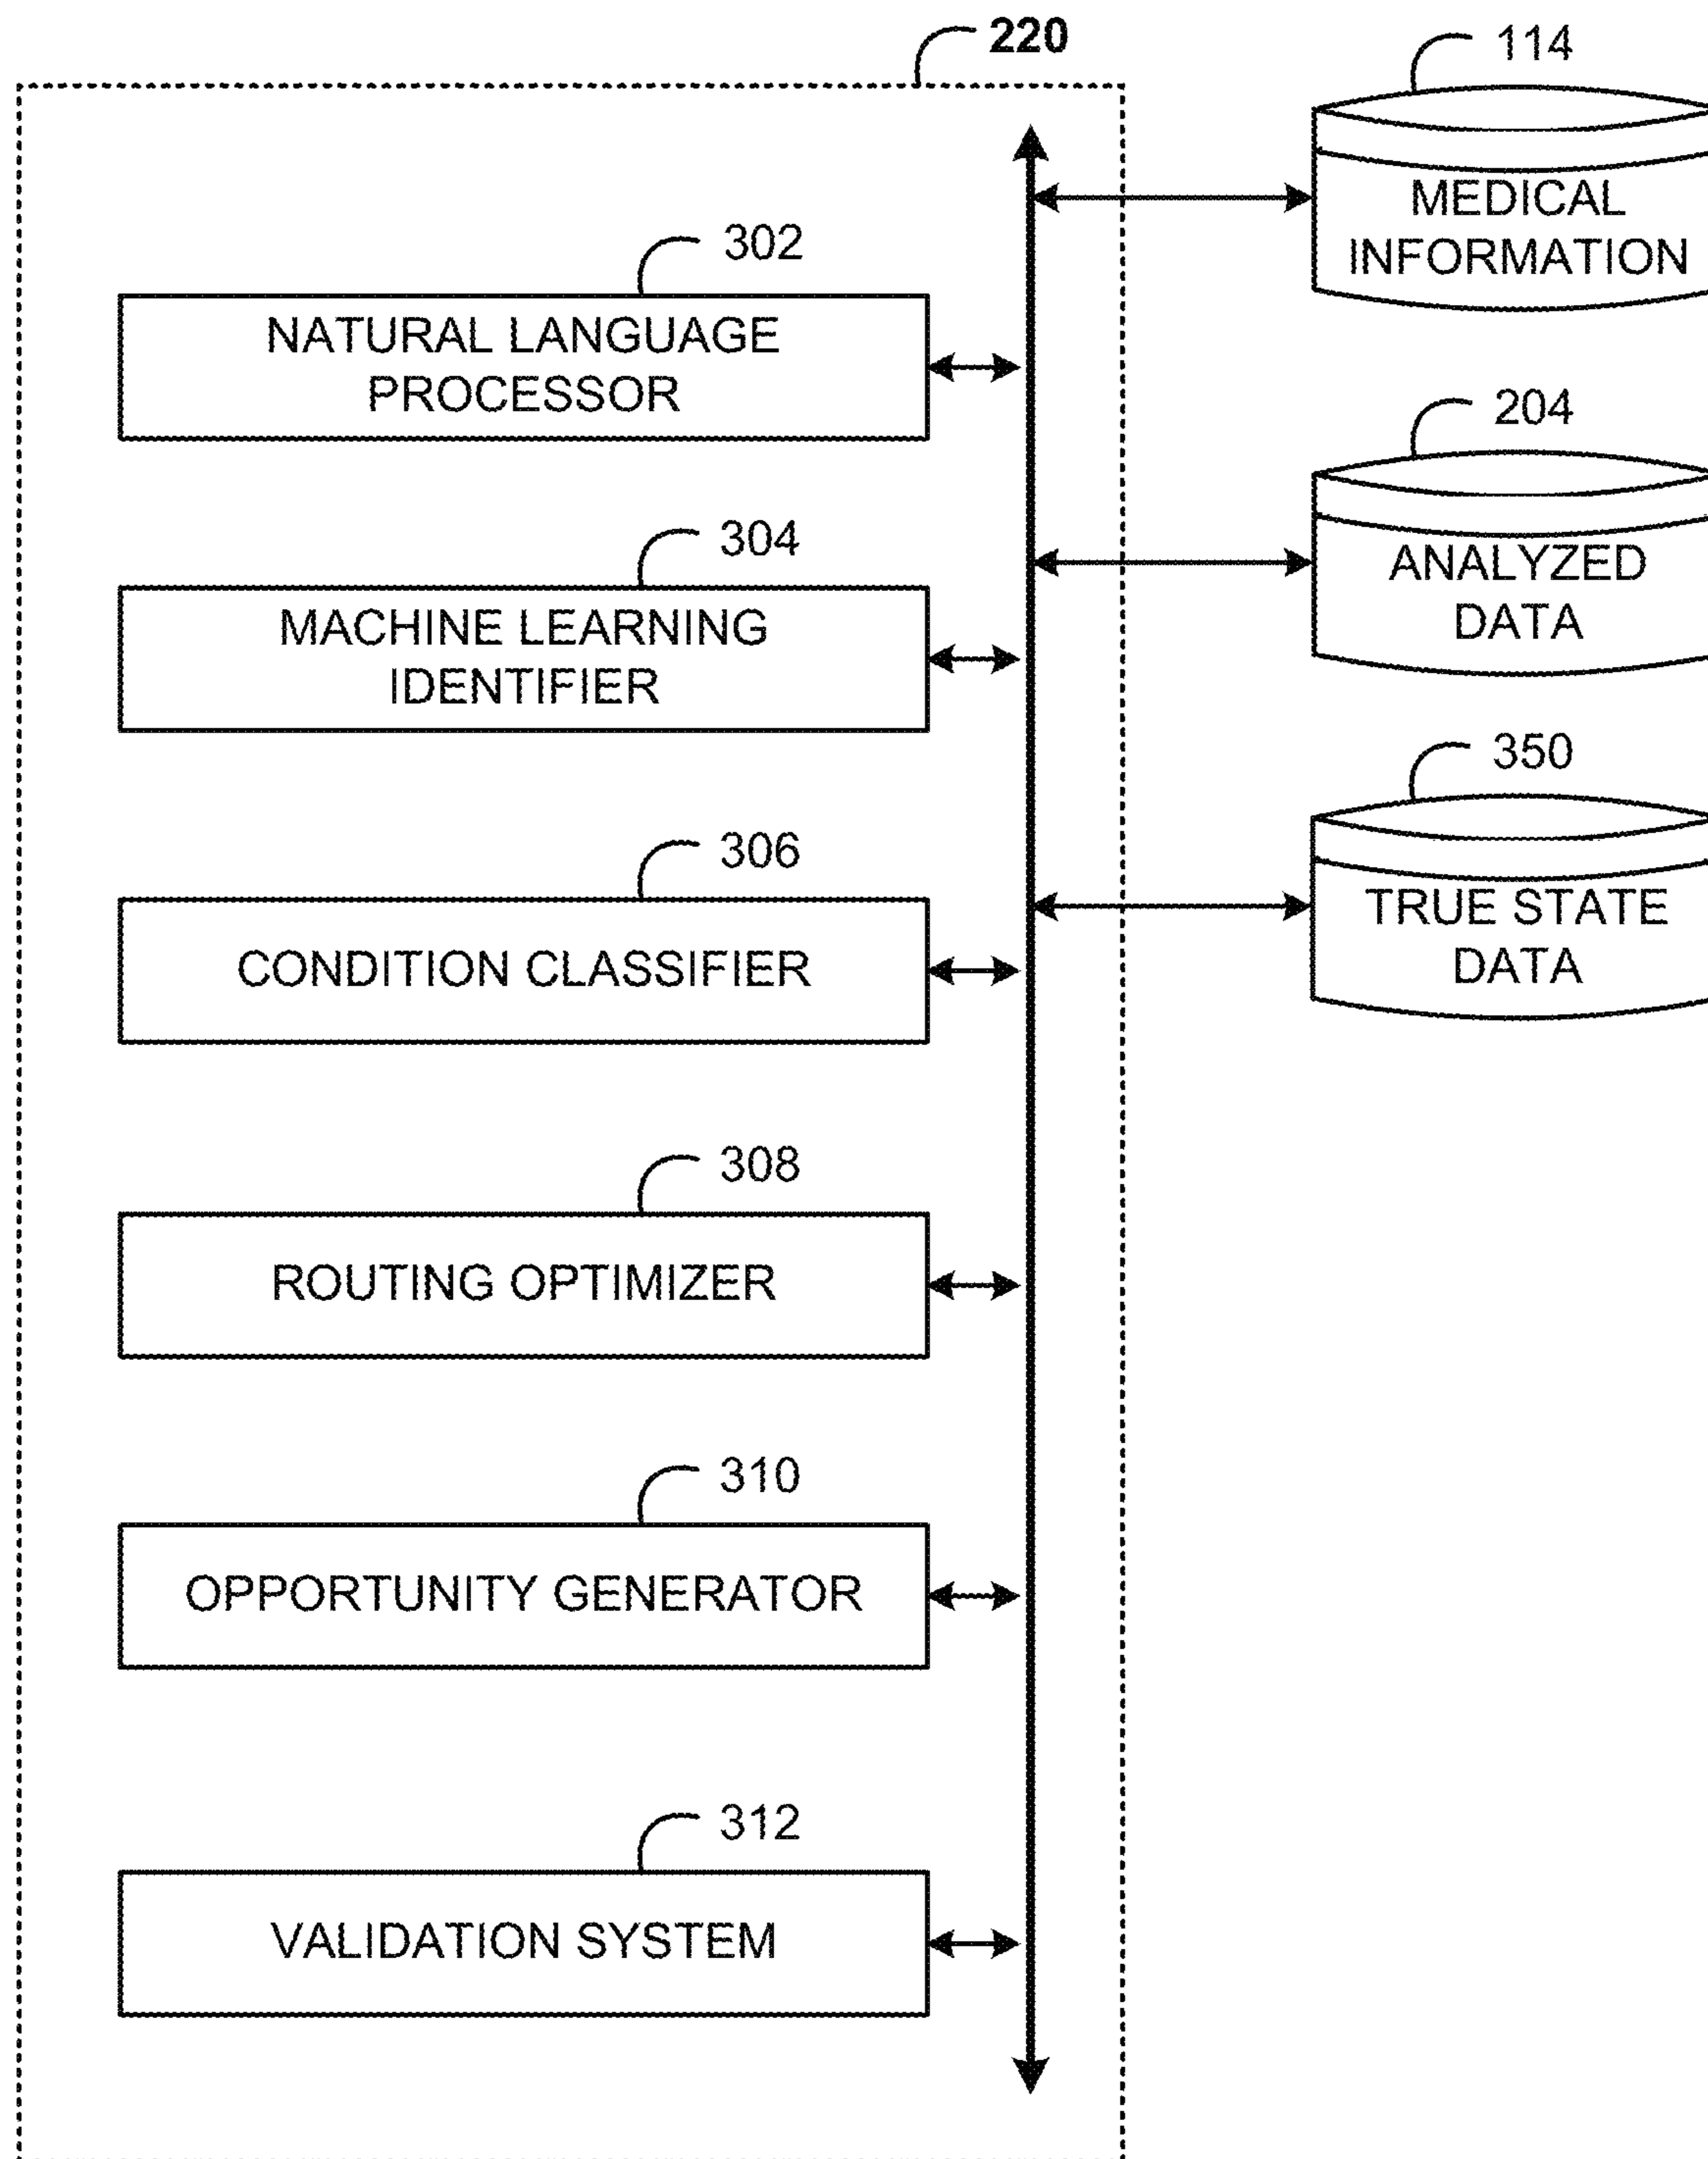 220
114
MEDICAL
INFORMATION
302
NATURAL LANGUAGE
PROCESSOR
204
ANALYZED
DATA
304
MACHINE LEARNING
IDENTIFIER
350
TRUE STATE
DATA
306
CONDITION CLASSIFIER
308
ROUTING OPTIMIZER
310
OPPORTUNITY GENERATOR
312
VALIDATION SYSTEM